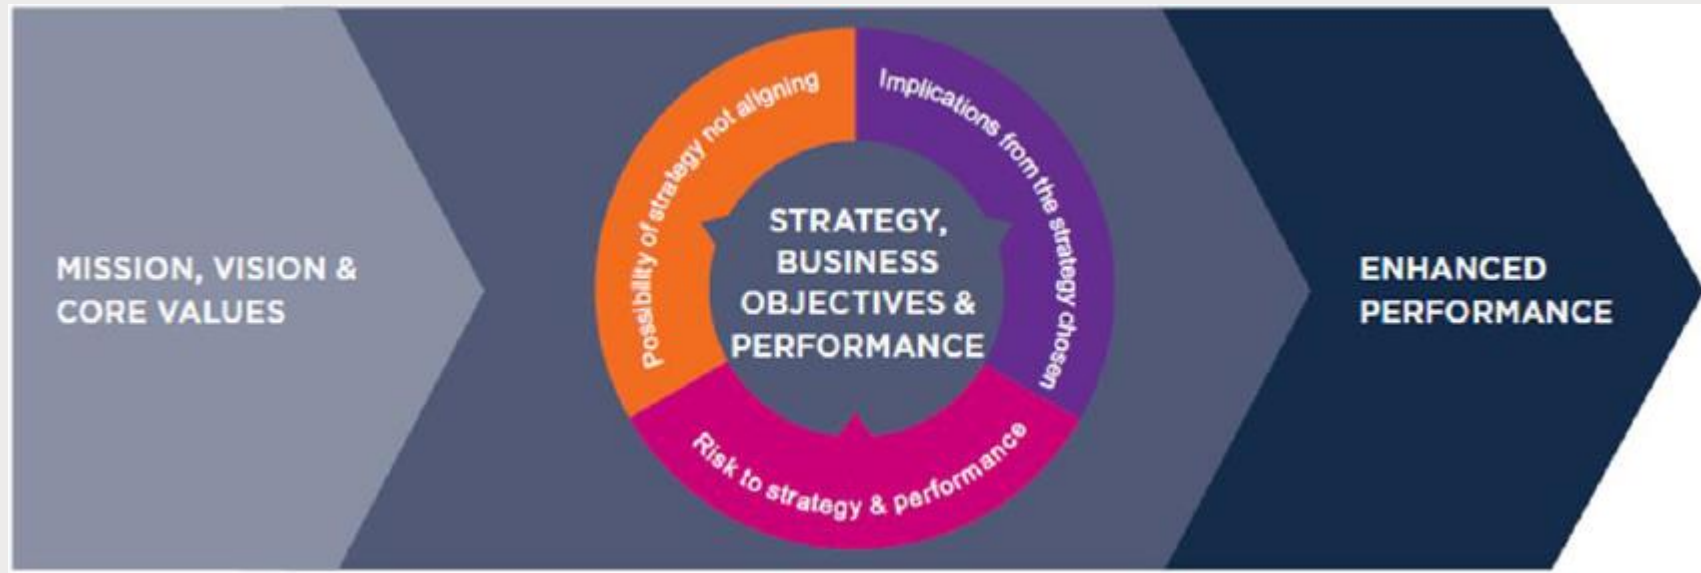 MISSION, VISION &
CORE VALUES
Possibility of strategy not aligning
Implications from the strategy chosen
STRATEGY,
BUSINESS
OBJECTIVES &
PERFORMANCE
Risk to strategy & performance
ENHANCED
PERFORMANCE